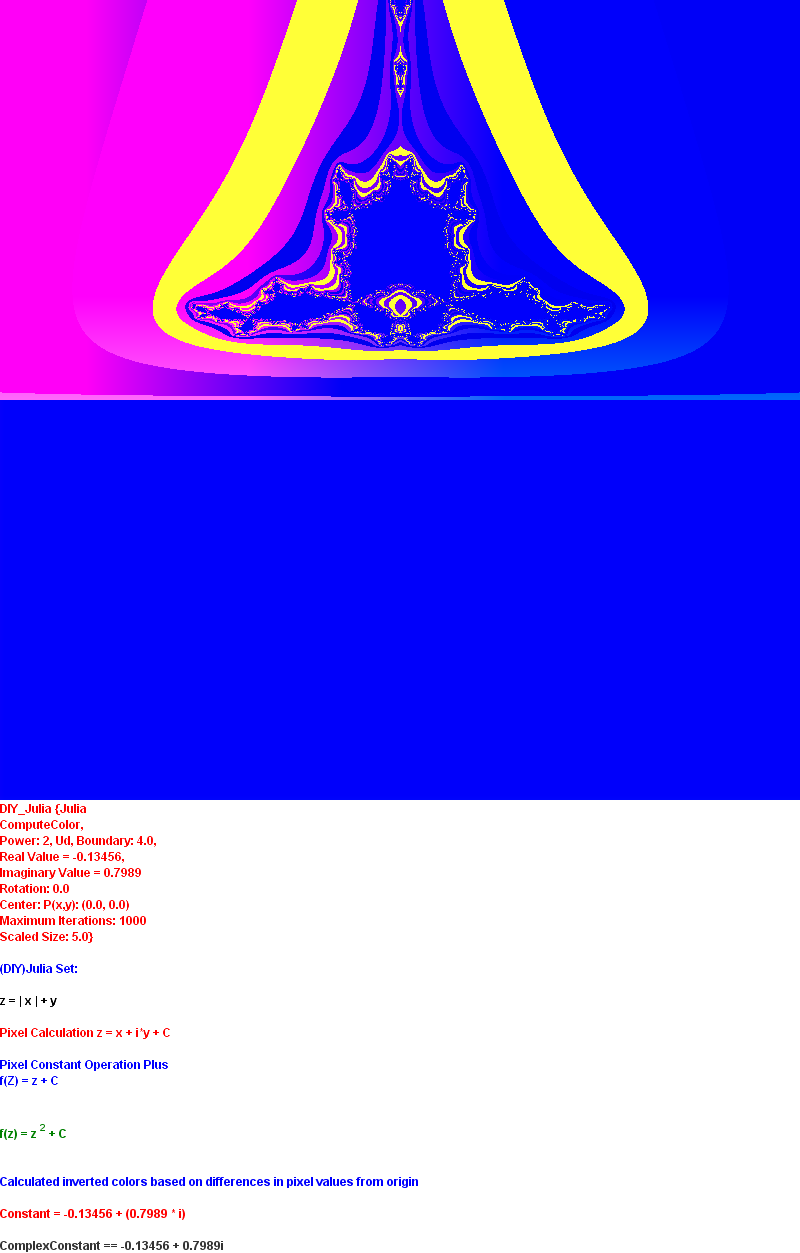 DIY_Julia {Julia
ComputeColor,
Power: 2, Ud, Boundary: 4.0,
Real Value = -0.13456,
Imaginary Value = 0.7989
Rotation: 0.0
Center: P(x,y): (0.0, 0.0)
Maximum Iterations: 1000
Scaled Size: 5.0}
(DIY)Julia Set:
z = | x | + y
Pixel Calculation z = x + i*y + C
Pixel Constant Operation Plus
f(Z) = z + C
f(z) = z 2 + C
Calculated inverted colors based on differences in pixel values from origin
Constant = -0.13456 + (0.7989 * i)
ComplexConstant == -0.13456 + 0.7989i